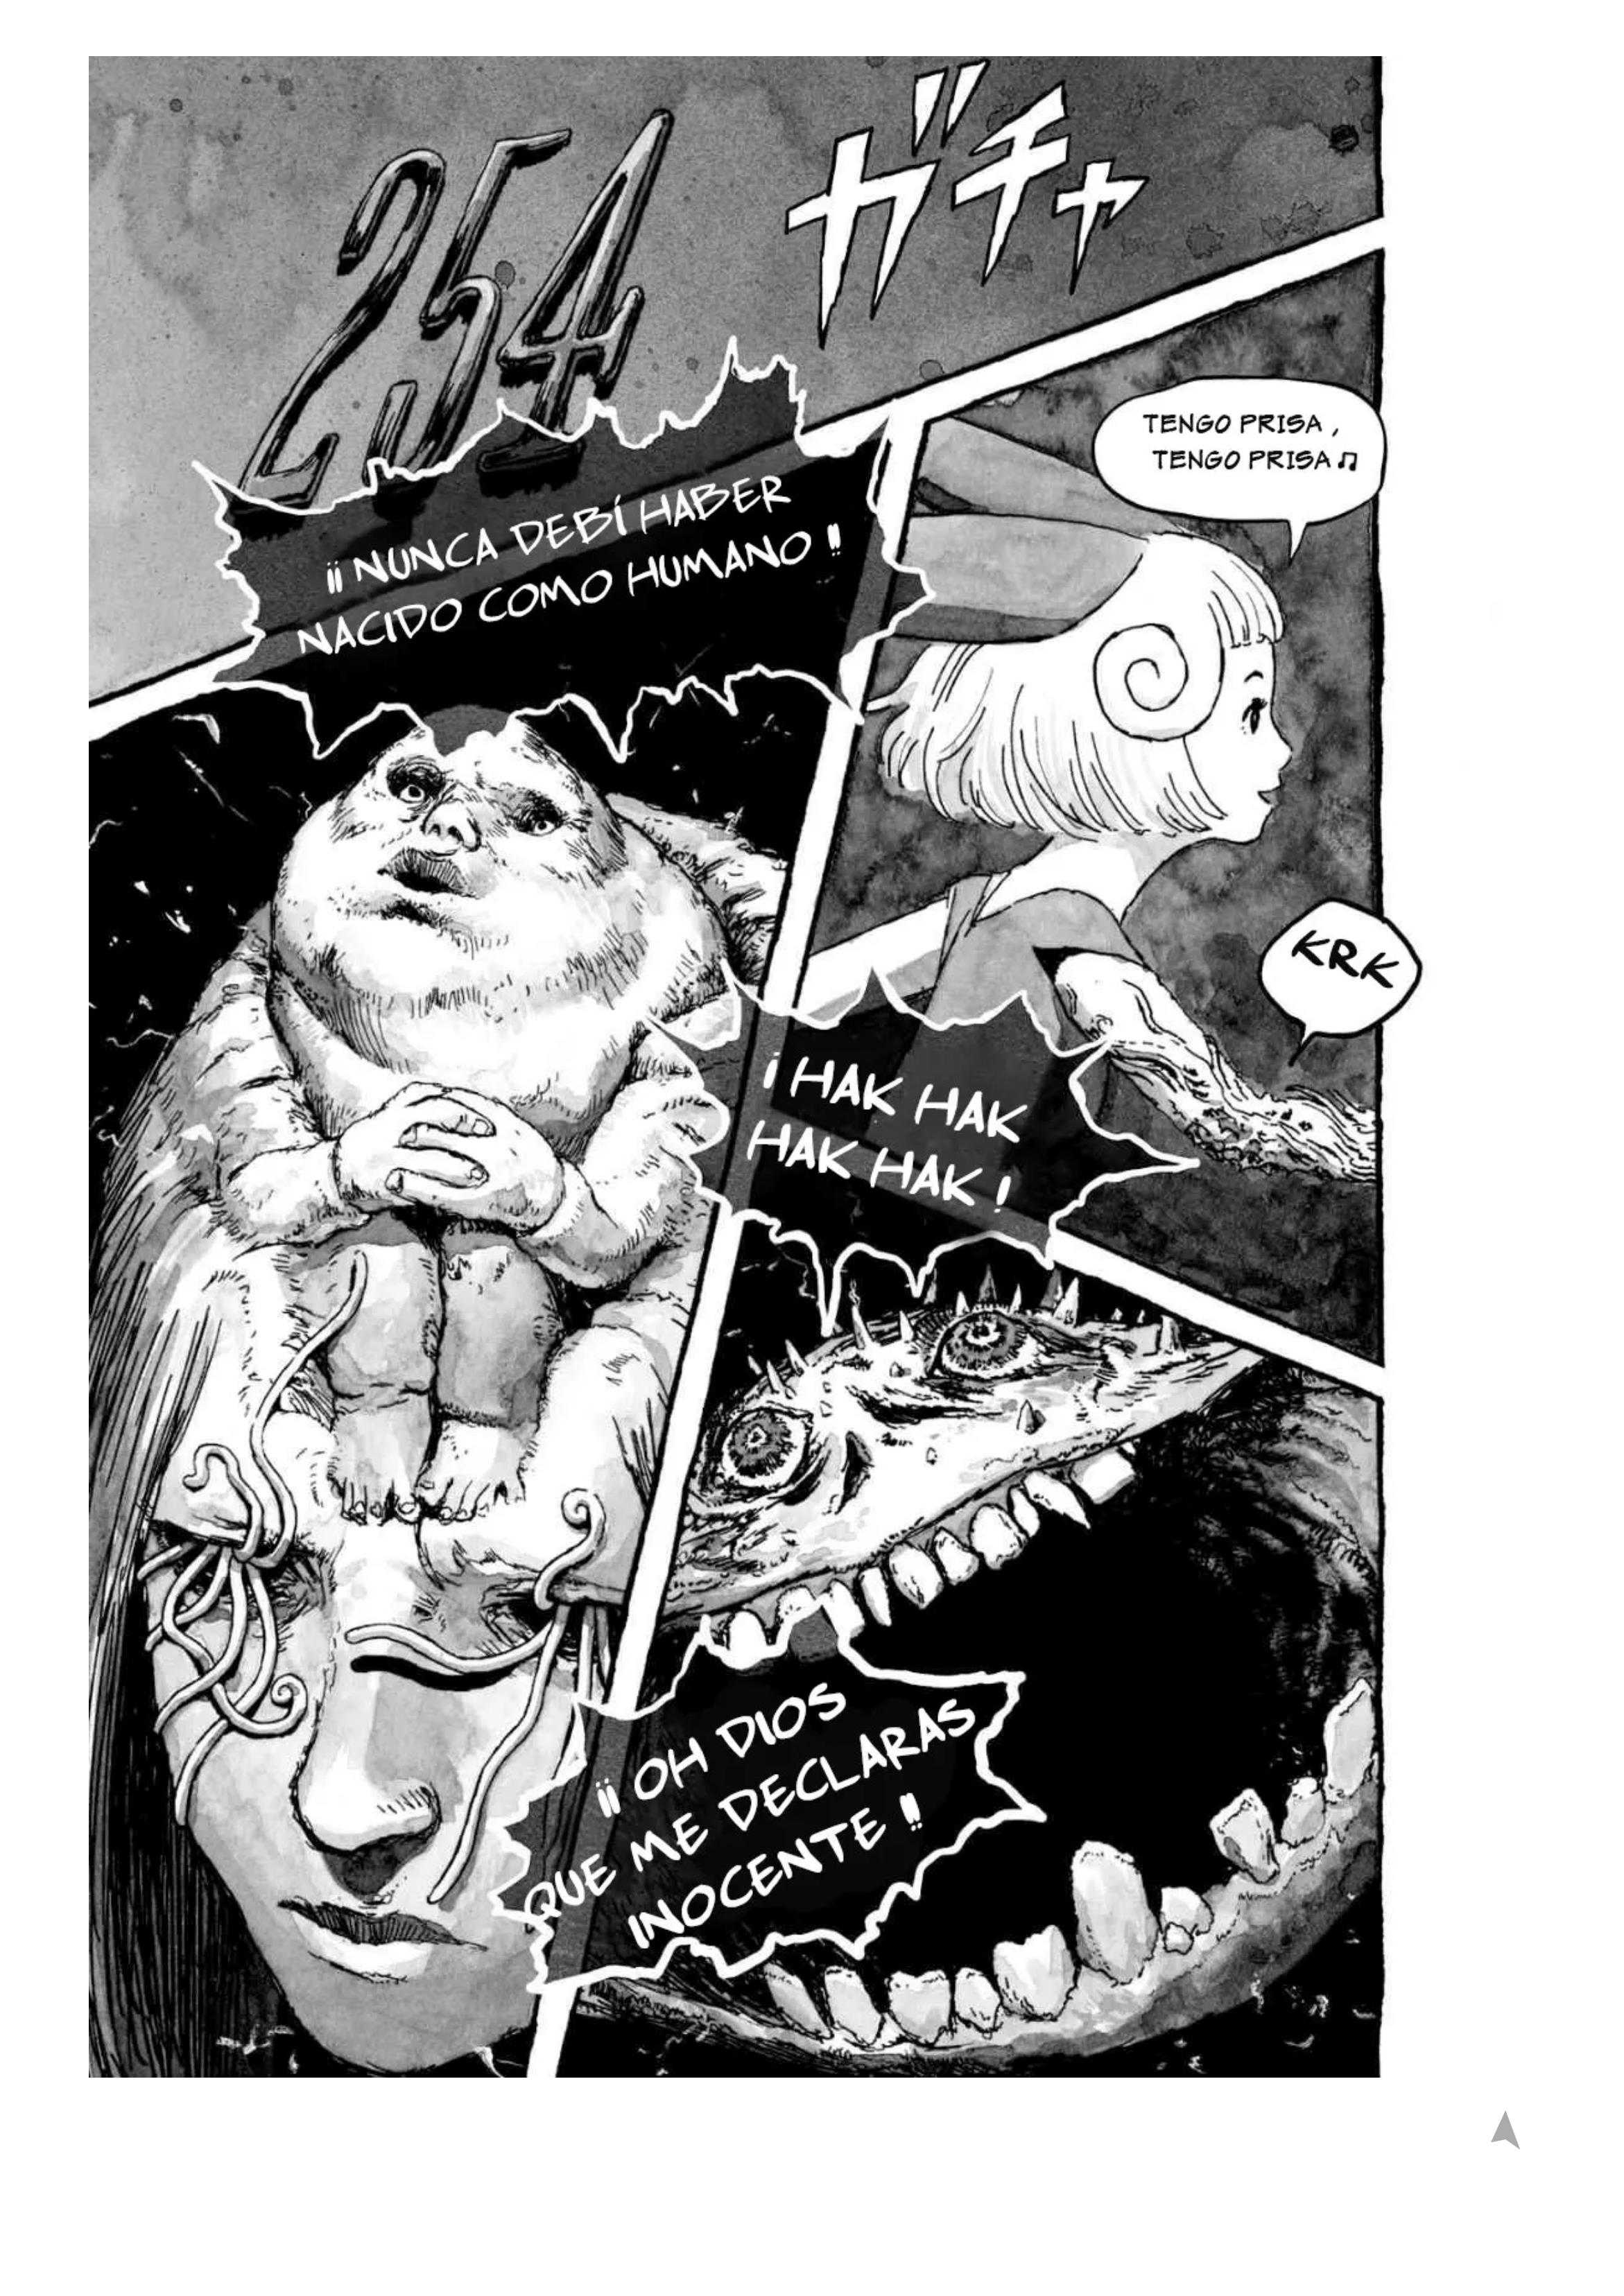 254
ガチャ
TENGO PRISA,
TENGO PRISA♫
¡¡ NUNCA DEBÍ HABER
NACIDO COMO HUMANO !!
KRK
¡ HAK HAK
HAK HAK !
¡¡ OH DIOS
QUE ME DECLARAS
INOCENTE !!